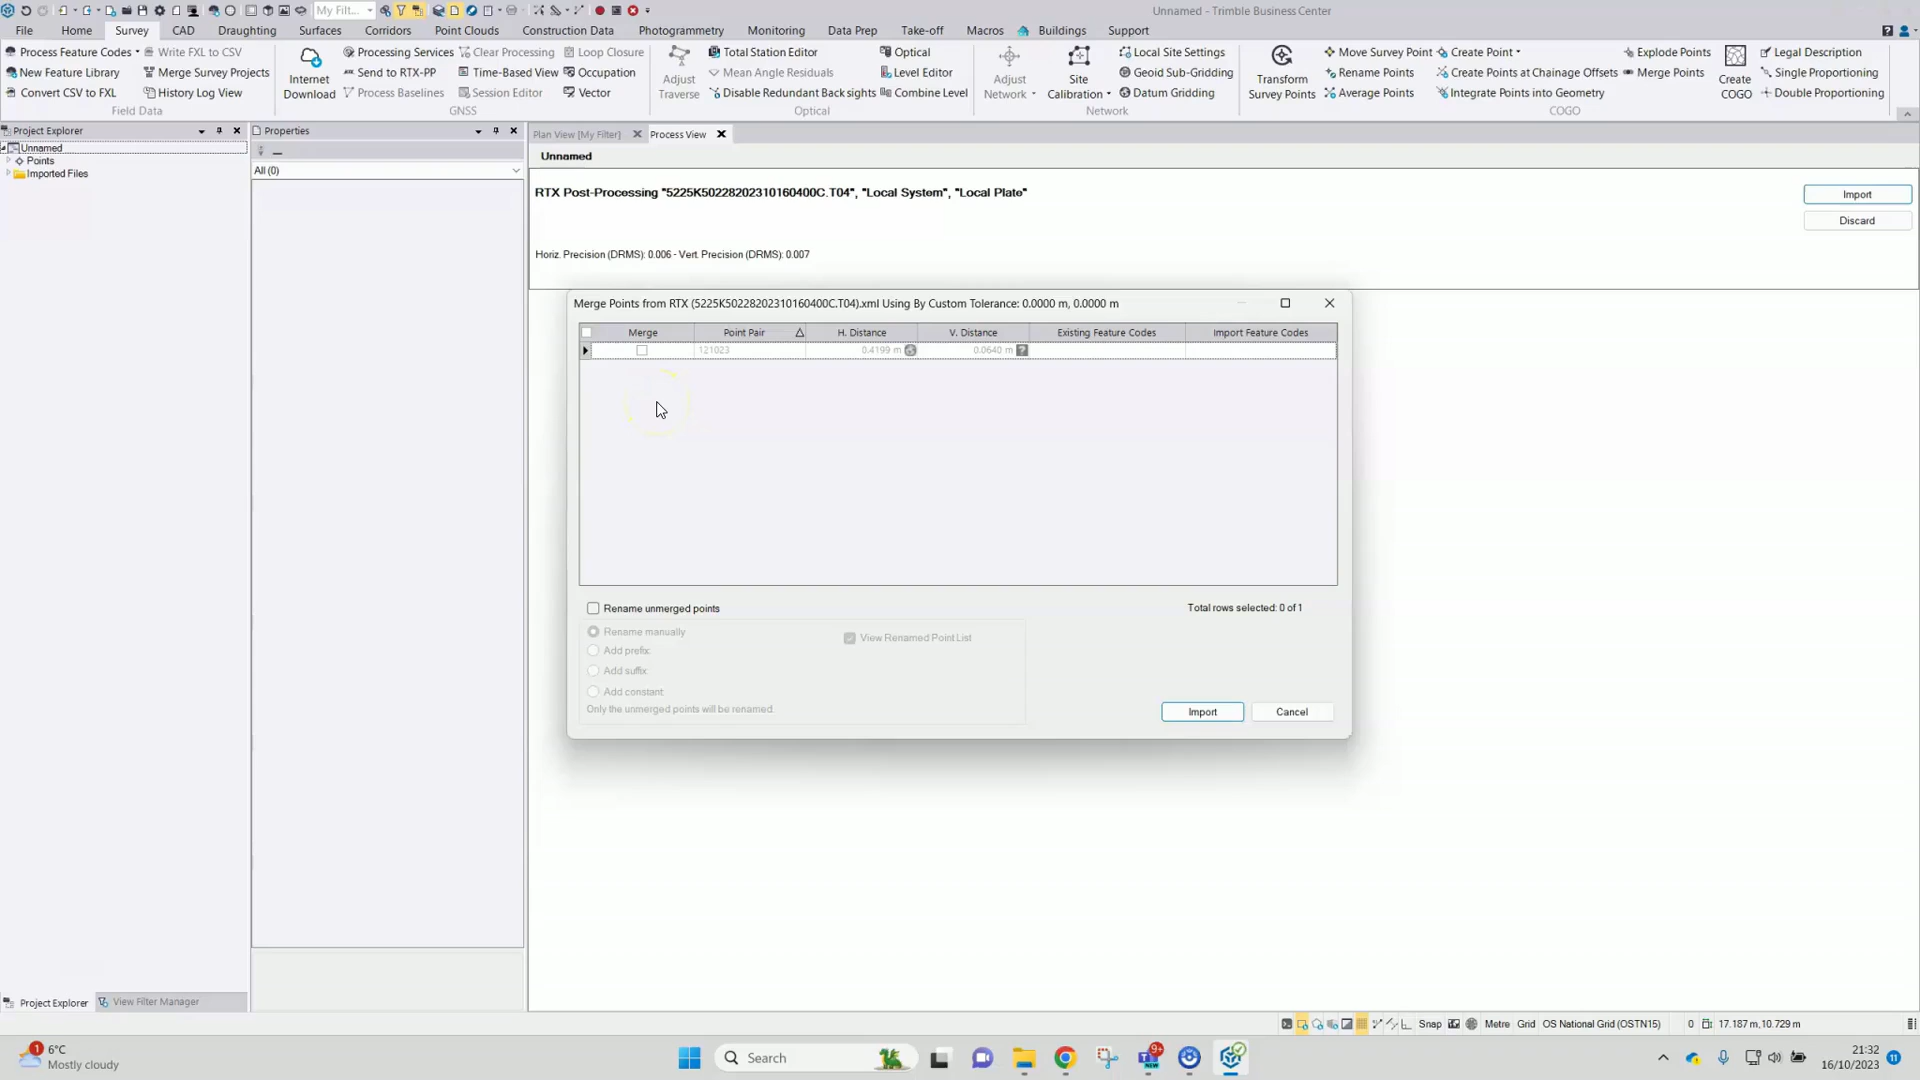 My Filt...
Unnamed - Trimble Business Center
File Home Survey CAD Draughting Surfaces Corridors Point Clouds Construction Data Photogrammetry Monitoring Data Prep Take-off Macros Buildings Support
Process Feature Codes Write FXL to CSV Processing Services Clear Processing Loop Closure Total Station Editor Optical Local Site Settings Move Survey Point Create Point Explode Points Legal Description
New Feature Library Merge Survey Projects Internet Download Send to RTX-PP Time-Based View Occupation Adjust Traverse Mean Angle Residuals Level Editor Adjust Network Site Calibration Geoid Sub-Gridding Transform Survey Points Rename Points Create Points at Chainage Offsets Merge Points Create COGO Single Proportioning
Convert CSV to FXL History Log View Process Baselines Session Editor Vector Disable Redundant Back sights Combine Level Datum Gridding Average Points Integrate Points into Geometry Double Proportioning
Field Data GNSS Optical Network COGO
Project Explorer Properties Plan View [My Filter] Process View
Unnamed Unnamed
Points
Imported Files
All (0)
RTX Post-Processing "5225K50228202310160400C.T04", "Local System", "Local Plate"
Import
Discard
Horiz. Precision (DRMS): 0.006 - Vert. Precision (DRMS): 0.007
Merge Points from RTX (5225K50228202310160400C.T04).xml Using By Custom Tolerance: 0.0000 m, 0.0000 m
Merge Point Pair H. Distance V. Distance Existing Feature Codes Import Feature Codes
121023 0.4199 m 0.0640 m ?
Rename unmerged points Total rows selected: 0 of 1
Rename manually View Renamed Point List
Add prefix
Add suffix
Add constant
Only the unmerged points will be renamed.
Import Cancel
Project Explorer View Filter Manager
Snap Metre Grid OS National Grid (OSTN15) 0 17.187 m,10.729 m
1 6°C
Mostly cloudy
Search
9+
NEW
21:32
16/10/2023
11